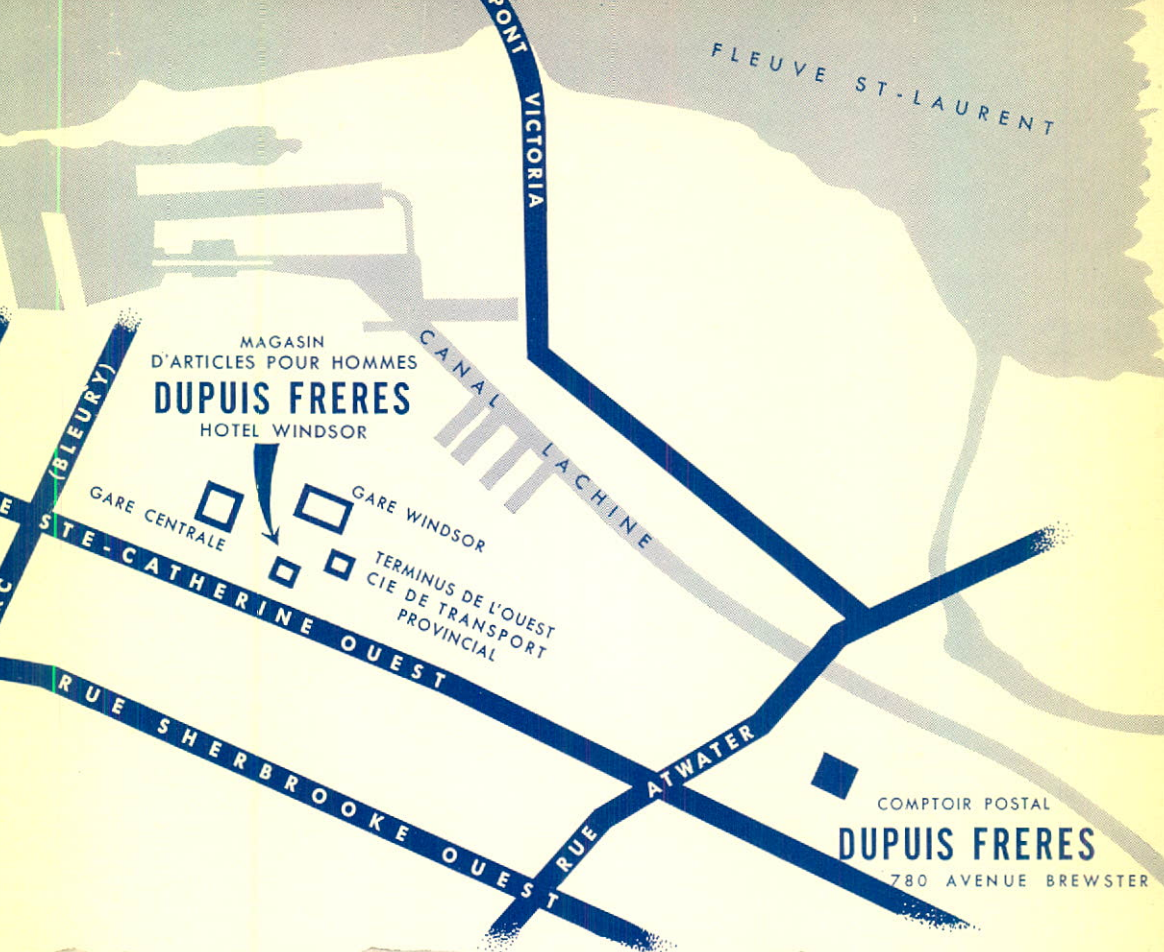 PONT VICTORIA
FLEUVE ST-LAURENT
MAGASIN
D'ARTICLES POUR HOMMES
DUPUIS FRERES
HOTEL WINDSOR
(BLEURY)
CANAL LACHINE
GARE CENTRALE
GARE WINDSOR
TERMINUS DE L'OUEST
CIE DE TRANSPORT
PROVINCIAL
E STE-CATHERINE OUEST
RUE SHERBROOKE OUEST
RUE ATWATER
COMPTOIR POSTAL
DUPUIS FRERES
780 AVENUE BREWSTER